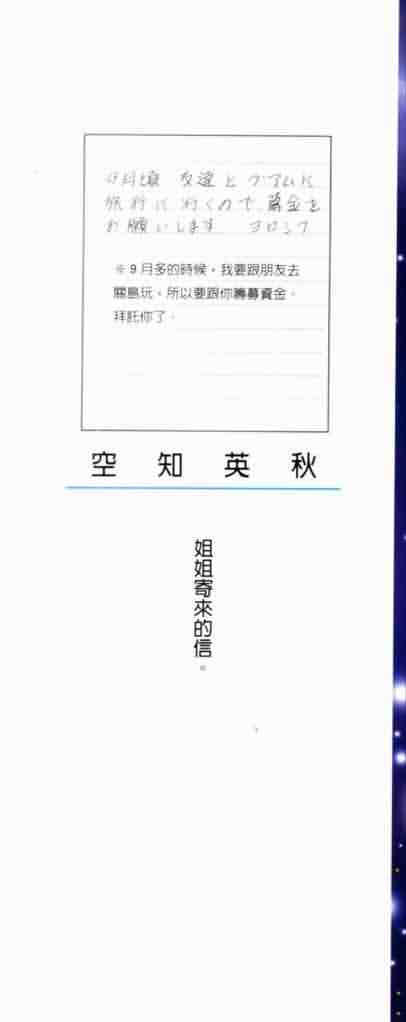 9月頃 友達とグアムに
旅行に行くので、資金を
お願いします ヨロシク
※9月多的時候，我要跟朋友去
關島玩，所以要跟你籌募資金。
拜託你了。
空知英秋
姐姐寄來的信。